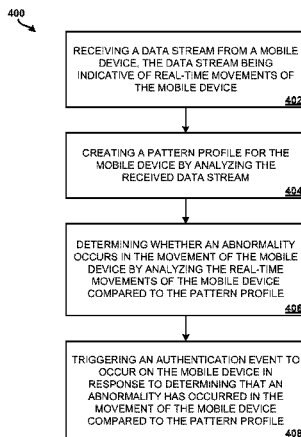 400
RECEIVING A DATA STREAM FROM A MOBILE
DEVICE, THE DATA STREAM BEING
INDICATIVE OF REAL-TIME MOVEMENTS OF
THE MOBILE DEVICE
402
CREATING A PATTERN PROFILE FOR THE
MOBILE DEVICE BY ANALYZING THE
RECEIVED DATA STREAM
404
DETERMINING WHETHER AN ABNORMALITY
OCCURS IN THE MOVEMENT OF THE MOBILE
DEVICE BY ANALYZING THE REAL-TIME
MOVEMENTS OF THE MOBILE DEVICE
COMPARED TO THE PATTERN PROFILE
406
TRIGGERING AN AUTHENTICATION EVENT TO
OCCUR ON THE MOBILE DEVICE IN
RESPONSE TO DETERMINING THAT AN
ABNORMALITY HAS OCCURRED IN THE
MOVEMENT OF THE MOBILE DEVICE
COMPARED TO THE PATTERN PROFILE
408